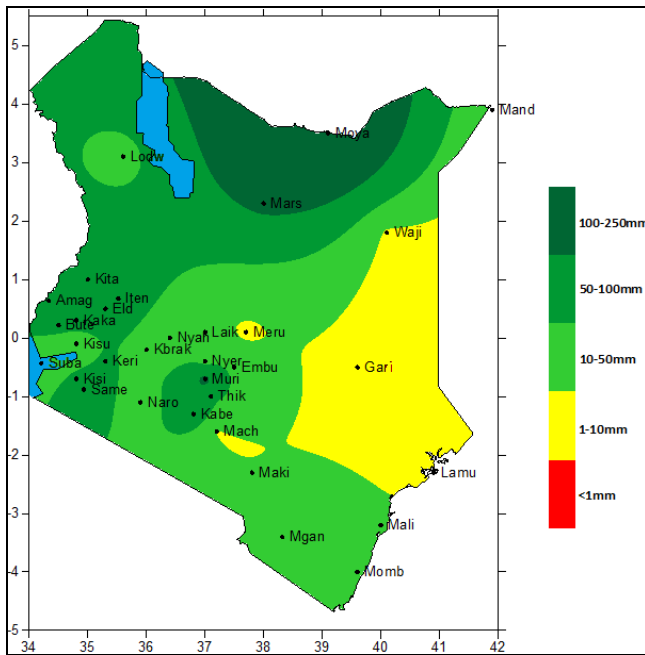 5
4
3
2
1
0
-1
-2
-3
-4
-5
34 35 36 37 38 39 40 41 42
Mand
Moya
Lodw
Mars
Waji
Kita
Amag
Iten
Eld
Kaka
Bute
Kisu
Nyah
Laik
Meru
Kbrak
Suba
Keri
Nyer
Embu
Gari
Kisi
Muri
Same
Thik
Naro
Kabe
Mach
Maki
Lamu
Mgan
Mali
Momb
100-250mm
50-100mm
10-50mm
1-10mm
<1mm